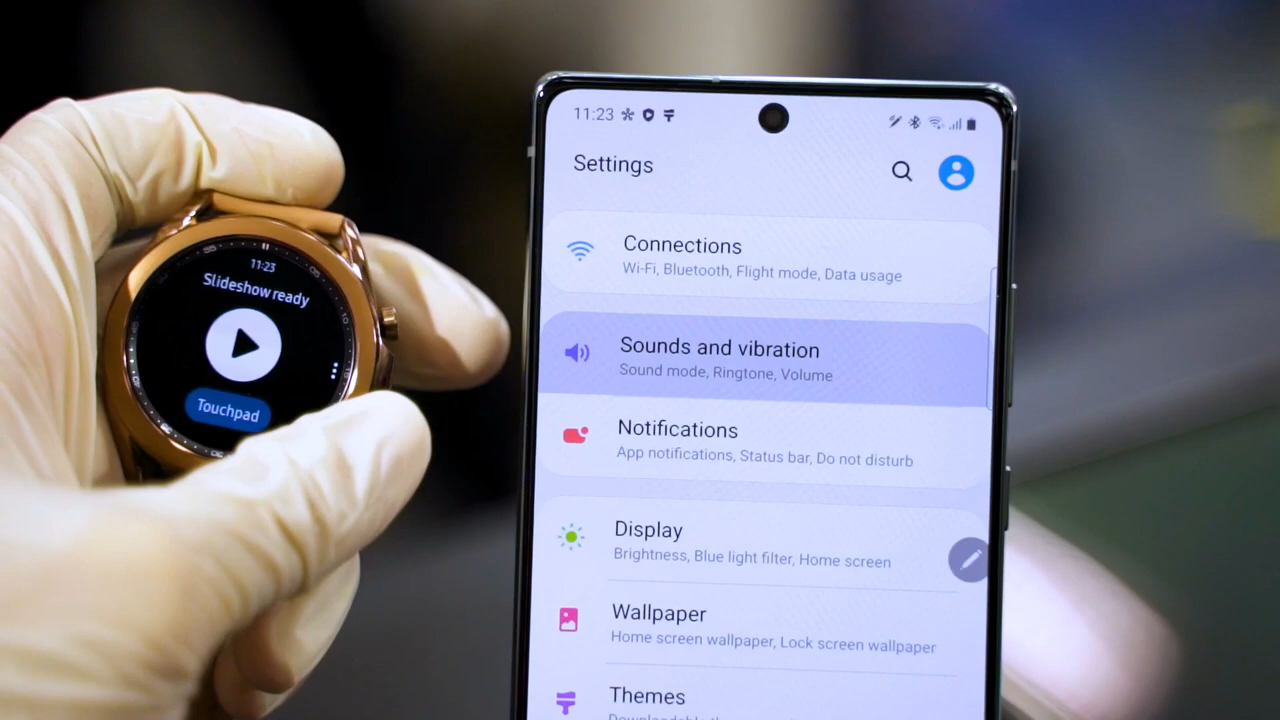 11:23
Slideshow ready
Touchpad
11:23
Settings
Connections
Wi-Fi, Bluetooth, Flight mode, Data usage
Sounds and vibration
Sound mode, Ringtone, Volume
Notifications
App notifications, Status bar, Do not disturb
Display
Brightness, Blue light filter, Home screen
Wallpaper
Home screen wallpaper, Lock screen wallpaper
Themes